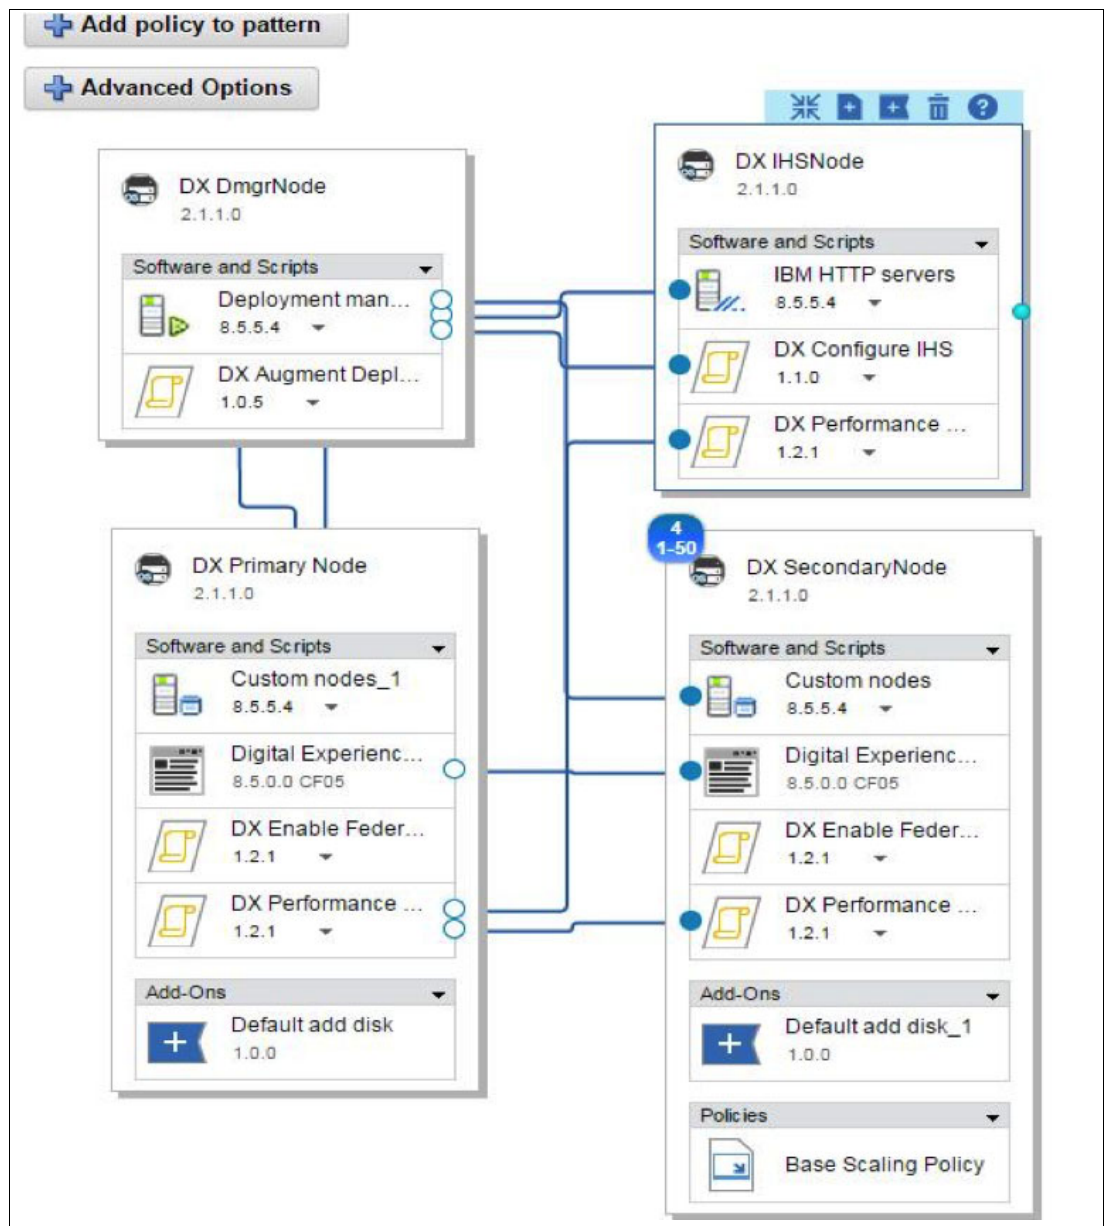 Add policy to pattern
Advanced Options
DX DmgrNode
2.1.1.0
Software and Scripts
Deployment man...
8.5.5.4
DX Augment Depl...
1.0.5
DX IHSNode
2.1.1.0
Software and Scripts
IBM HTTP servers
8.5.5.4
DX Configure IHS
1.1.0
DX Performance ...
1.2.1
DX Primary Node
2.1.1.0
Software and Scripts
Custom nodes_1
8.5.5.4
Digital Experienc...
8.5.0.0 CF05
DX Enable Feder...
1.2.1
DX Performance ...
1.2.1
Add-Ons
Default add disk
1.0.0
4
1-50
DX SecondaryNode
2.1.1.0
Software and Scripts
Custom nodes
8.5.5.4
Digital Experienc...
8.5.0.0 CF05
DX Enable Feder...
1.2.1
DX Performance ...
1.2.1
Add-Ons
Default add disk_1
1.0.0
Policies
Base Scaling Policy